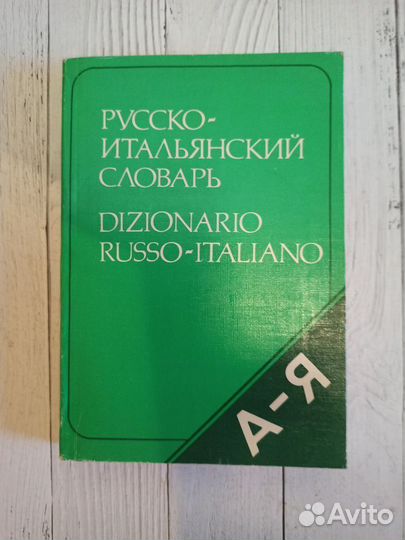 РУССКО-
ИТАЛЬЯНСКИЙ
СЛОВАРЬ
DIZIONARIO
RUSSO-ITALIANO
А-Я
Avito